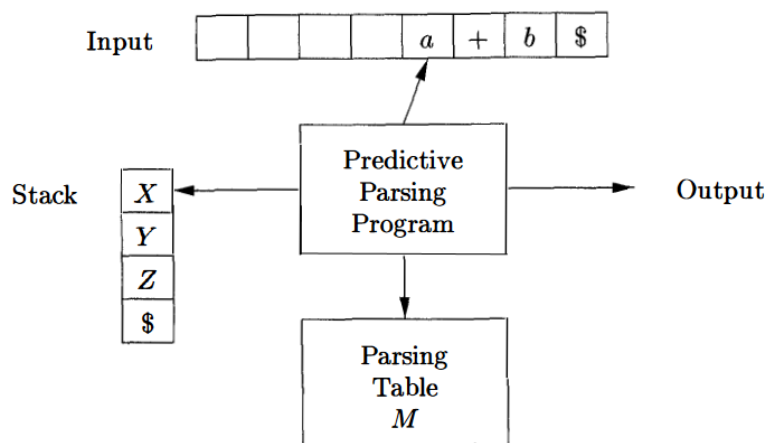 Input
a + b $
Predictive
Parsing
Program
Stack
X
Y
Z
$
Output
Parsing
Table
M